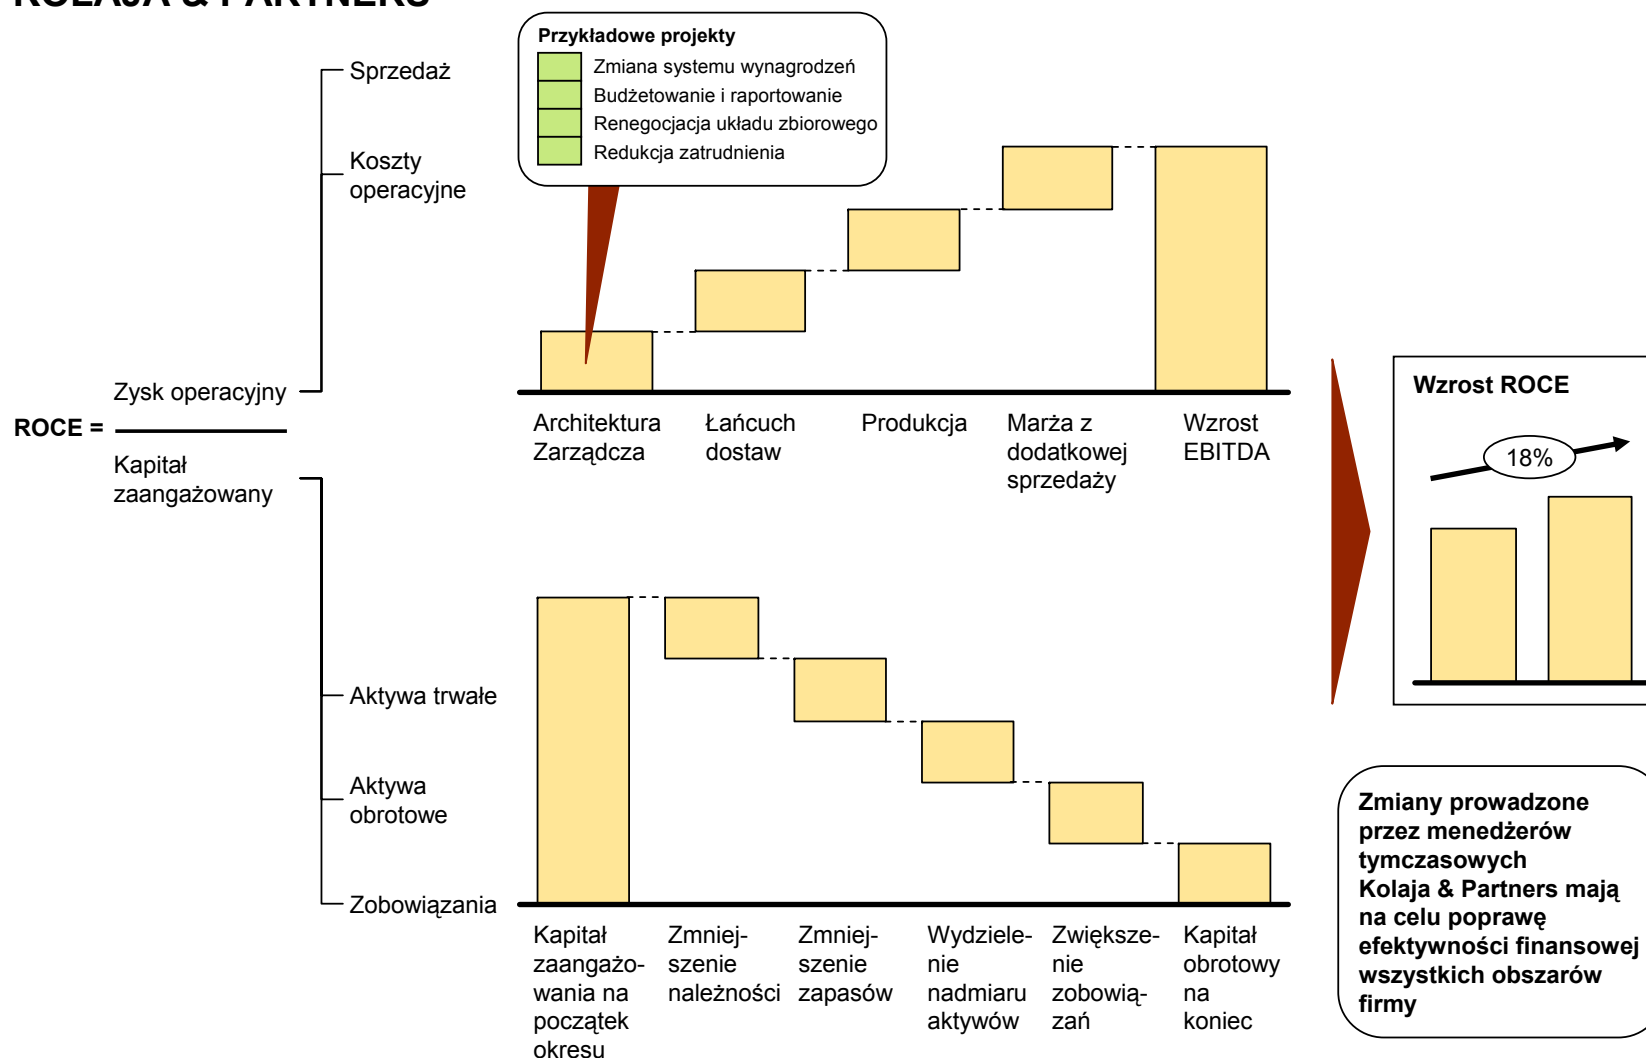 KOLAJA & PARTNERS
Przykładowe projekty
Zmiana systemu wynagrodzeń
Budżetowanie i raportowanie
Renegocjacja układu zbiorowego
Redukcja zatrudnienia
Sprzedaż
Koszty
operacyjne
Zysk operacyjny
ROCE =
Kapitał
zaangażowany
Aktywa trwałe
Aktywa
obrotowe
Zobowiązania
Architektura
Zarządcza
Łańcuch
dostaw
Produkcja
Marża z
dodatkowej
sprzedaży
Wzrost
EBITDA
Kapitał
zaangażo-
wania na
początek
okresu
Zmniej-
szenie
należności
Zmniej-
szenie
zapasów
Wydziele-
nie
nadmiaru
aktywów
Zwiększe-
nie
zobowią-
zań
Kapitał
obrotowy
na
koniec
Wzrost ROCE
18%
Zmiany prowadzone
przez menedżerów
tymczasowych
Kolaja & Partners mają
na celu poprawę
efektywności finansowej
wszystkich obszarów
firmy